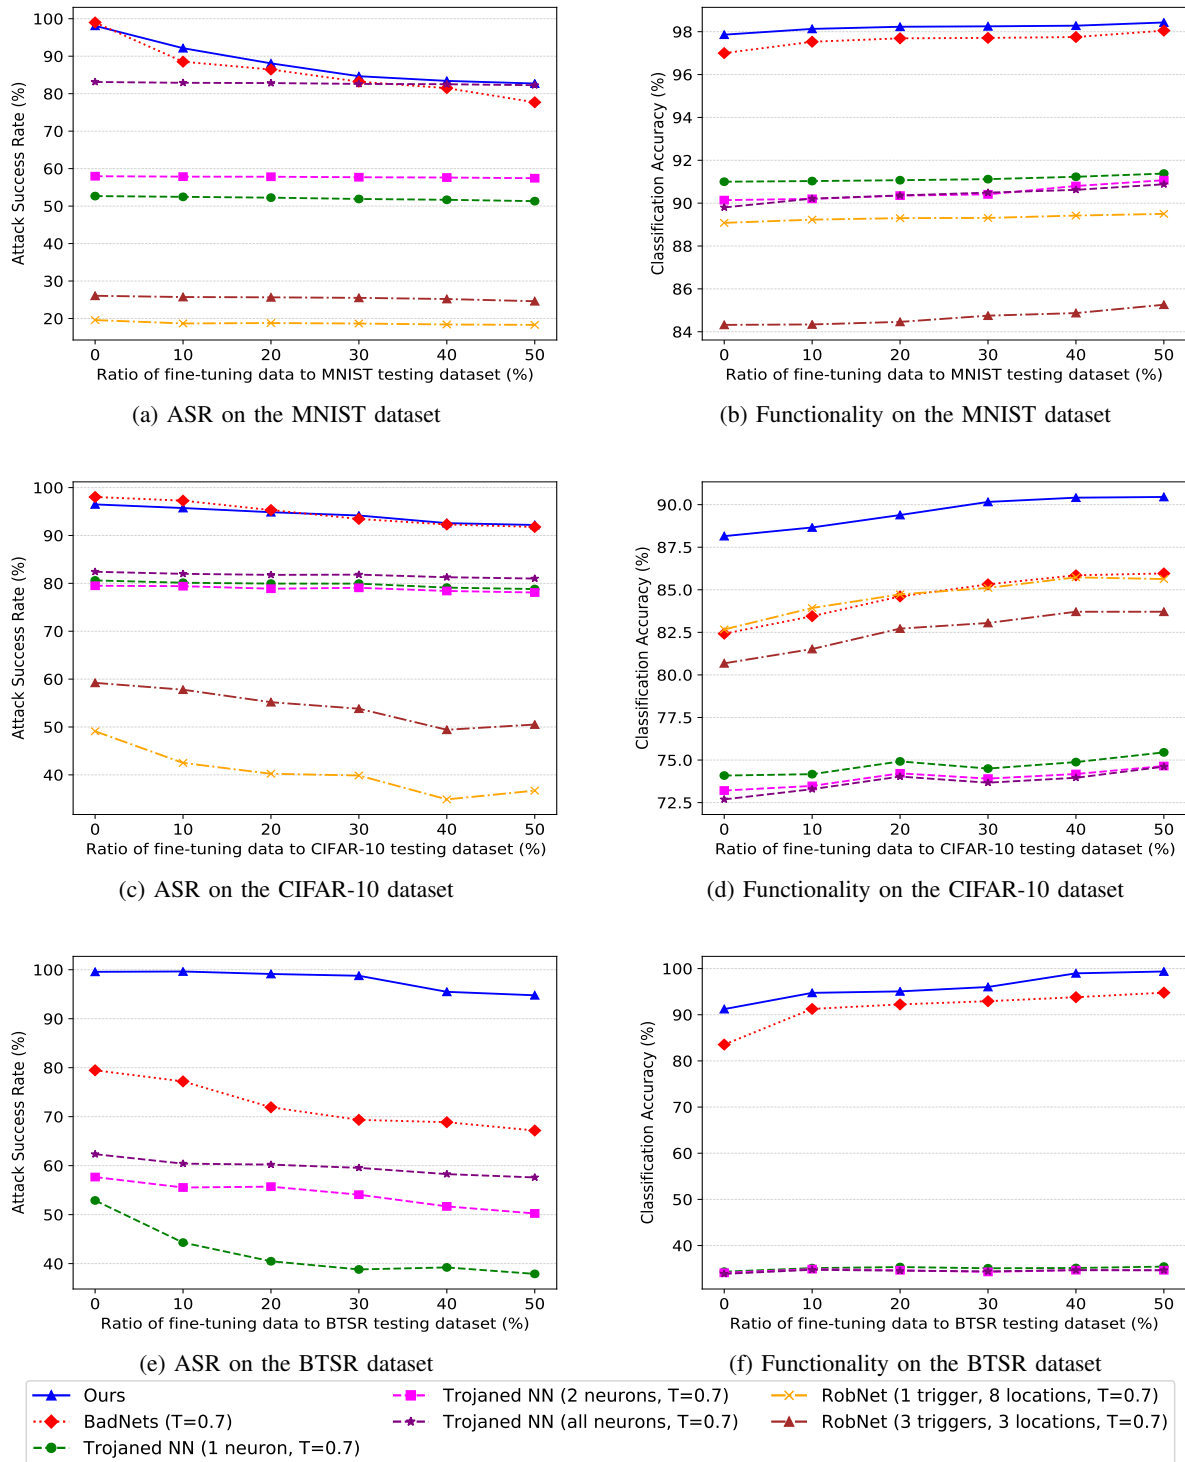 100
90
80
70
60
50
40
30
20
Attack Success Rate (%)
0 10 20 30 40 50
Ratio of fine-tuning data to MNIST testing dataset (%)
(a) ASR on the MNIST dataset
98
96
94
92
90
88
86
84
Classification Accuracy (%)
0 10 20 30 40 50
Ratio of fine-tuning data to MNIST testing dataset (%)
(b) Functionality on the MNIST dataset
100
90
80
70
60
50
40
Attack Success Rate (%)
0 10 20 30 40 50
Ratio of fine-tuning data to CIFAR-10 testing dataset (%)
(c) ASR on the CIFAR-10 dataset
90.0
87.5
85.0
82.5
80.0
77.5
75.0
72.5
Classification Accuracy (%)
0 10 20 30 40 50
Ratio of fine-tuning data to CIFAR-10 testing dataset (%)
(d) Functionality on the CIFAR-10 dataset
100
90
80
70
60
50
40
Attack Success Rate (%)
0 10 20 30 40 50
Ratio of fine-tuning data to BTSR testing dataset (%)
(e) ASR on the BTSR dataset
100
90
80
70
60
50
40
Classification Accuracy (%)
0 10 20 30 40 50
Ratio of fine-tuning data to BTSR testing dataset (%)
(f) Functionality on the BTSR dataset
Ours
BadNets (T=0.7)
Trojaned NN (1 neuron, T=0.7)
Trojaned NN (2 neurons, T=0.7)
Trojaned NN (all neurons, T=0.7)
RobNet (1 trigger, 8 locations, T=0.7)
RobNet (3 triggers, 3 locations, T=0.7)